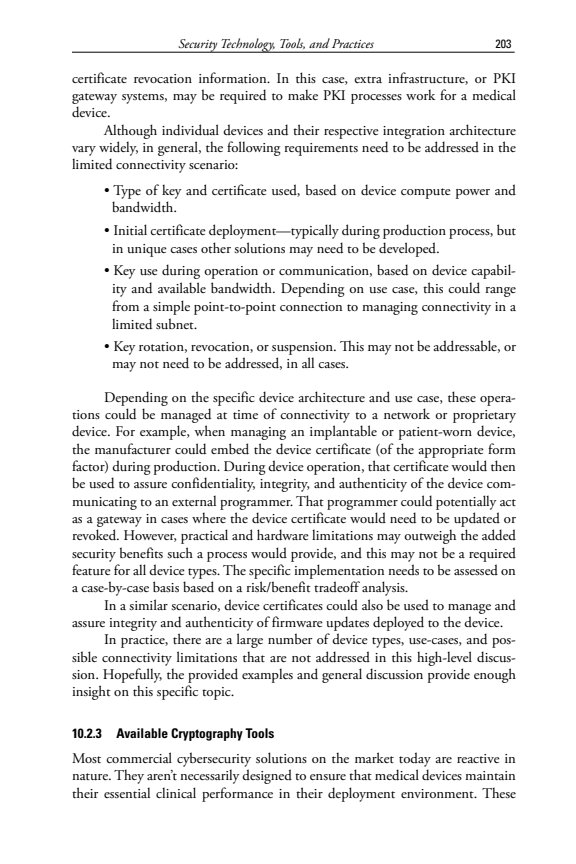 Security Technology, Tools, and Practices 203
certificate revocation information. In this case, extra infrastructure, or PKI
gateway systems, may be required to make PKI processes work for a medical
device.
Although individual devices and their respective integration architecture
vary widely, in general, the following requirements need to be addressed in the
limited connectivity scenario:
• Type of key and certificate used, based on device compute power and
bandwidth.
• Initial certificate deployment—typically during production process, but
in unique cases other solutions may need to be developed.
• Key use during operation or communication, based on device capabil-
ity and available bandwidth. Depending on use case, this could range
from a simple point-to-point connection to managing connectivity in a
limited subnet.
• Key rotation, revocation, or suspension. This may not be addressable, or
may not need to be addressed, in all cases.
Depending on the specific device architecture and use case, these opera-
tions could be managed at time of connectivity to a network or proprietary
device. For example, when managing an implantable or patient-worn device,
the manufacturer could embed the device certificate (of the appropriate form
factor) during production. During device operation, that certificate would then
be used to assure confidentiality, integrity, and authenticity of the device com-
municating to an external programmer. That programmer could potentially act
as a gateway in cases where the device certificate would need to be updated or
revoked. However, practical and hardware limitations may outweigh the added
security benefits such a process would provide, and this may not be a required
feature for all device types. The specific implementation needs to be assessed on
a case-by-case basis based on a risk/benefit tradeoff analysis.
In a similar scenario, device certificates could also be used to manage and
assure integrity and authenticity of firmware updates deployed to the device.
In practice, there are a large number of device types, use-cases, and pos-
sible connectivity limitations that are not addressed in this high-level discus-
sion. Hopefully, the provided examples and general discussion provide enough
insight on this specific topic.
10.2.3 Available Cryptography Tools
Most commercial cybersecurity solutions on the market today are reactive in
nature. They aren't necessarily designed to ensure that medical devices maintain
their essential clinical performance in their deployment environment. These